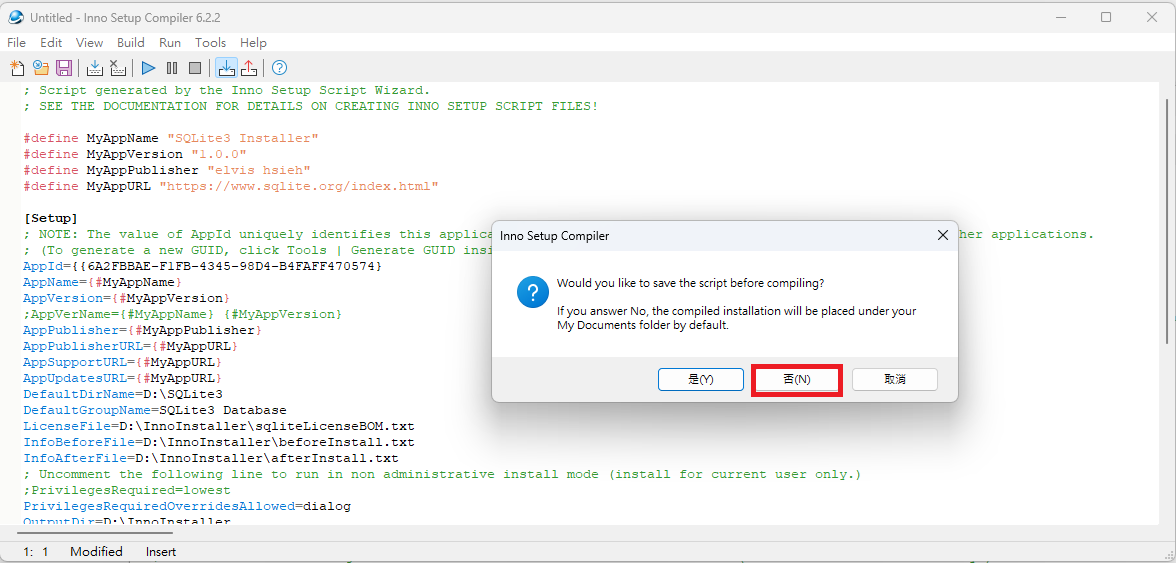 Untitled - Inno Setup Compiler 6.2.2
File Edit View Build Run Tools Help
; Script generated by the Inno Setup Script Wizard.
; SEE THE DOCUMENTATION FOR DETAILS ON CREATING INNO SETUP SCRIPT FILES!
#define MyAppName "SQLite3 Installer"
#define MyAppVersion "1.0.0"
#define MyAppPublisher "elvis hsieh"
#define MyAppURL "https://www.sqlite.org/index.html"
[Setup]
; NOTE: The value of AppId uniquely identifies this applica her applications.
; (To generate a new GUID, click Tools | Generate GUID insi
AppId={{6A2FBBAE-F1FB-4345-98D4-B4FAFF470574}
AppName={#MyAppName}
AppVersion={#MyAppVersion}
;AppVerName={#MyAppName} {#MyAppVersion}
AppPublisher={#MyAppPublisher}
AppPublisherURL={#MyAppURL}
AppSupportURL={#MyAppURL}
AppUpdatesURL={#MyAppURL}
DefaultDirName=D:\SQLite3
DefaultGroupName=SQLite3 Database
LicenseFile=D:\InnoInstaller\sqliteLicenseBOM.txt
InfoBeforeFile=D:\InnoInstaller\beforeInstall.txt
InfoAfterFile=D:\InnoInstaller\afterInstall.txt
; Uncomment the following line to run in non administrative install mode (install for current user only.)
;PrivilegesRequired=lowest
PrivilegesRequiredOverridesAllowed=dialog
OutputDir=D:\InnoInstaller
Inno Setup Compiler
Would you like to save the script before compiling?
If you answer No, the compiled installation will be placed under your
My Documents folder by default.
是(Y) 否(N) 取消
1: 1 Modified Insert